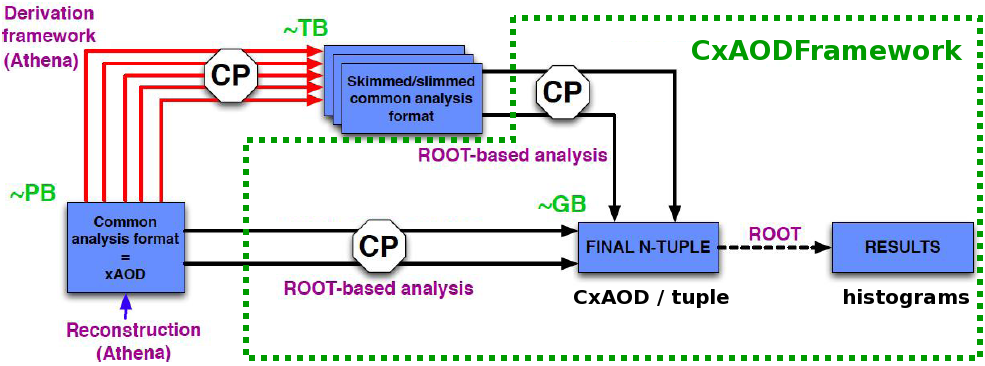 Derivation
framework
(Athena)
~TB
CP
Skimmed/slimmed
common analysis
format
CP
CxAODFramework
ROOT-based analysis
~PB
Common
analysis format
=
xAOD
CP
ROOT-based analysis
~GB
FINAL N-TUPLE
ROOT
RESULTS
CxAOD / tuple
histograms
Reconstruction
(Athena)